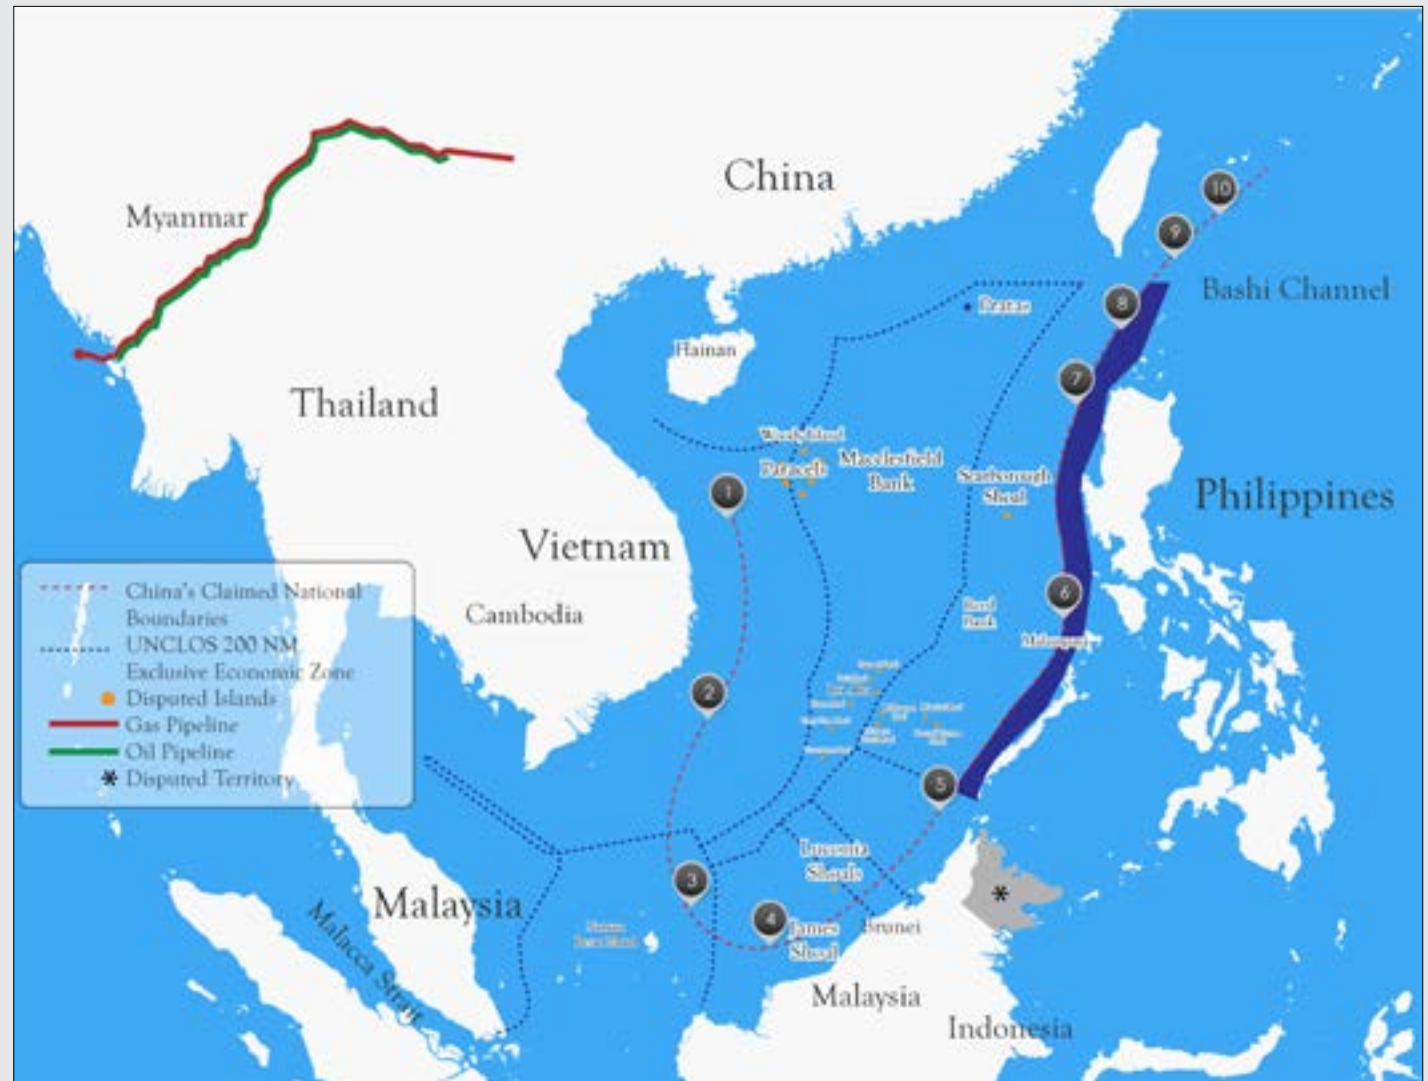 China
Myanmar
10
9
Bashi Channel
8
Pratas
Hainan
7
Thailand
Woody Island
Paracels
Macclesfield
Bank
Scarborough
Shoal
1
Philippines
Vietnam
6
Cambodia
Reed
Bank
China's Claimed National
Boundaries
UNCLOS 200 NM
Exclusive Economic Zone
Disputed Islands
Gas Pipeline
Oil Pipeline
* Disputed Territory
2
5
Luconia
Shoals
3
*
4
Malaysia
James
Shoal
Brunei
Malacca Strait
Malaysia
Indonesia